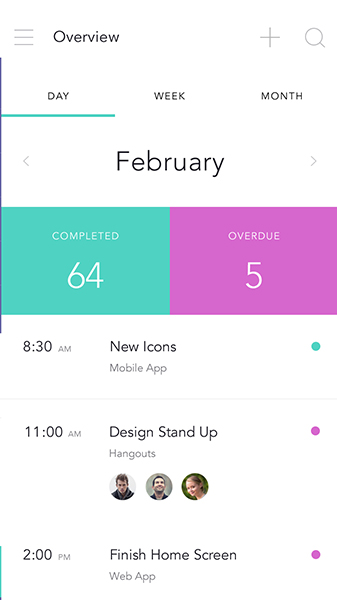 Overview
DAY WEEK MONTH
February
COMPLETED OVERDUE
64 5
8:30 AM New Icons
Mobile App
11:00 AM Design Stand Up
Hangouts
2:00 PM Finish Home Screen
Web App